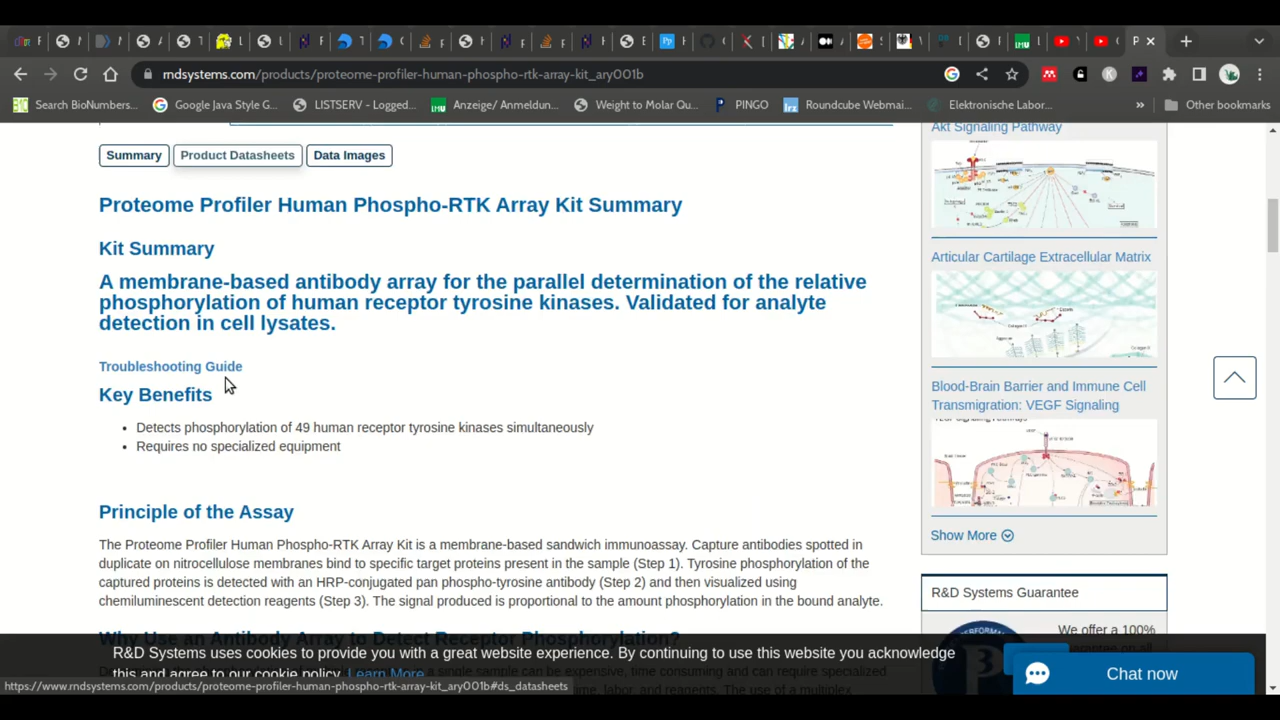 rndsystems.com/products/proteome-profiler-human-phospho-rtk-array-kit_ary001b
Search BioNumbers...
Google Java Style G...
LISTSERV - Logged...
Anzeige/ Anmeldun...
Weight to Molar Qu...
PINGO
Roundcube Webmai...
Elektronische Labor...
»
Other bookmarks
Summary
Product Datasheets
Data Images
Proteome Profiler Human Phospho-RTK Array Kit Summary
Kit Summary
A membrane-based antibody array for the parallel determination of the relative
phosphorylation of human receptor tyrosine kinases. Validated for analyte
detection in cell lysates.
Troubleshooting Guide
Key Benefits
Detects phosphorylation of 49 human receptor tyrosine kinases simultaneously
Requires no specialized equipment
Principle of the Assay
The Proteome Profiler Human Phospho-RTK Array Kit is a membrane-based sandwich immunoassay. Capture antibodies spotted in
duplicate on nitrocellulose membranes bind to specific target proteins present in the sample (Step 1). Tyrosine phosphorylation of the
captured proteins is detected with an HRP-conjugated pan phospho-tyrosine antibody (Step 2) and then visualized using
chemiluminescent detection reagents (Step 3). The signal produced is proportional to the amount phosphorylation in the bound analyte.
Why Use an Antibody Array to Detect Receptor Phosphorylation?
Akt Signaling Pathway
Articular Cartilage Extracellular Matrix
Blood-Brain Barrier and Immune Cell
Transmigration: VEGF Signaling
Show More
R&D Systems Guarantee
We offer a 100%
R&D Systems uses cookies to provide you with a great website experience. By continuing to use this website you acknowledge
this and agree to our cookie policy. Learn More
Chat now
https://www.rndsystems.com/products/proteome-profiler-human-phospho-rtk-array-kit_ary001b#ds_datasheets